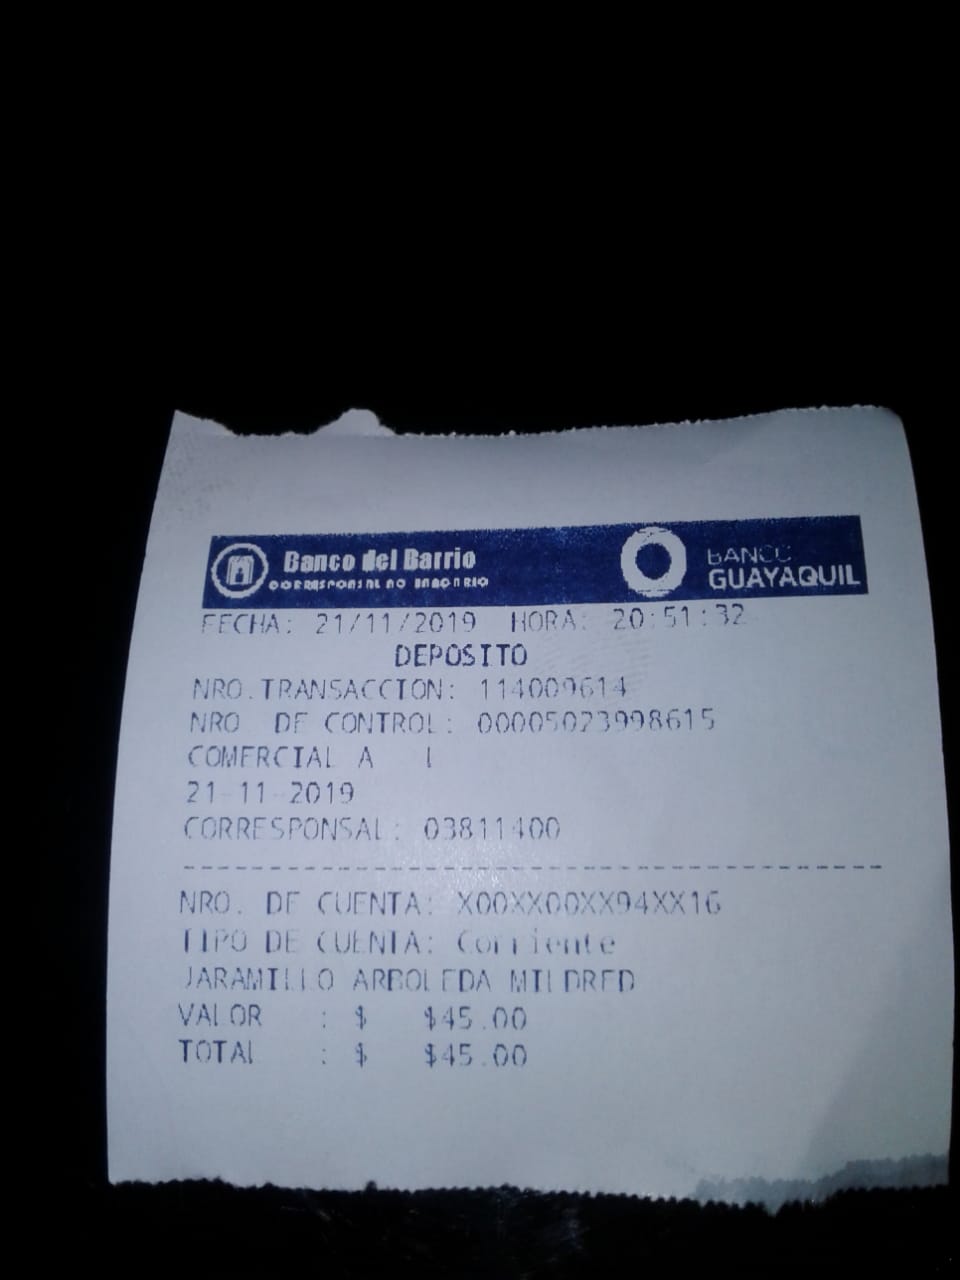 Banco del Barrio
CORRESPONSAL NO BANCARIO
BANCO
GUAYAQUIL
FECHA: 21/11/2019 HORA: 20:51:32
DEPOSITO
NRO.TRANSACCION: 114009614
NRO DE CONTROL: 00005023998615
COMERCIAL A L
21-11-2019
CORRESPONSAL: 03811400
NRO. DE CUENTA: X00XX00XX94XX16
TIPO DE CUENTA: Corriente
JARAMILLO ARBOLEDA MILDRED
VALOR : $ $45.00
TOTAL : $ $45.00